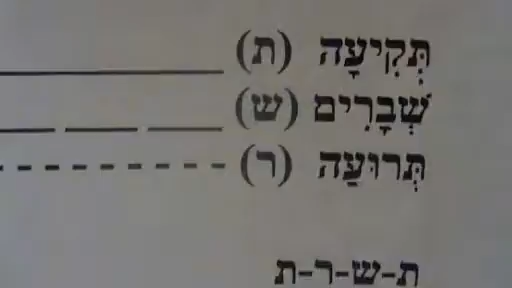 תְּקִיעָה (ת)
שְׁבָרִים (ש)
תְּרוּעַה (ר)
ת-ש-ר-ת